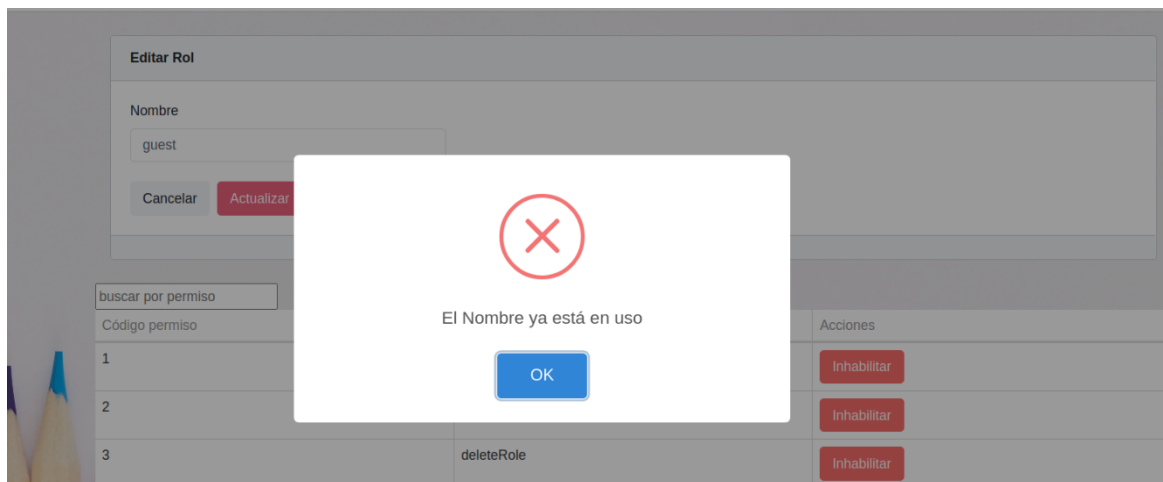 Editar Rol
Nombre
guest
Cancelar Actualizar
El Nombre ya está en uso
OK
buscar por permiso
Código permiso Acciones
1 Inhabilitar
2 Inhabilitar
3 deleteRole Inhabilitar